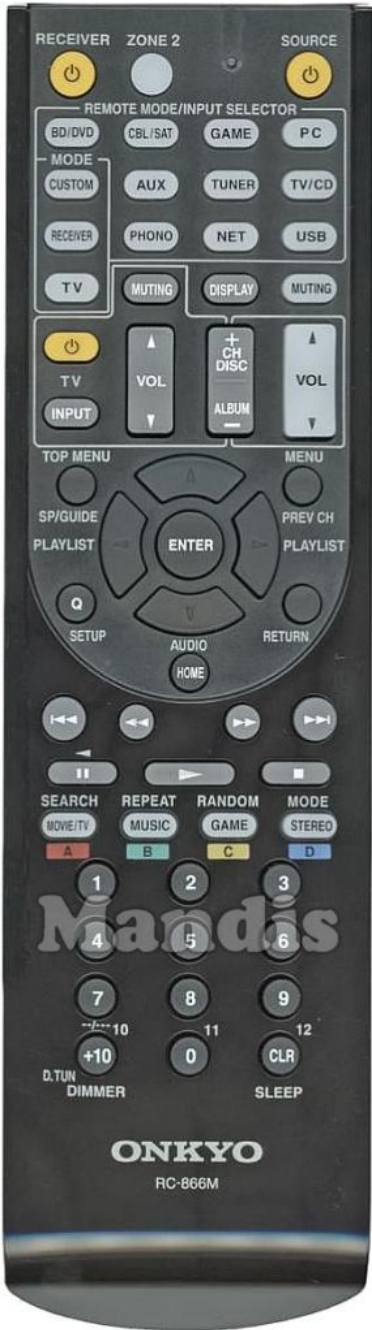 RECEIVER ZONE 2 SOURCE
REMOTE MODE/INPUT SELECTOR
BD/DVD CBL/SAT GAME PC
MODE
CUSTOM AUX TUNER TV/CD
RECEIVER PHONO NET USB
TV MUTING DISPLAY MUTING
+
CH
DISC
TV VOL VOL
INPUT ALBUM
-
TOP MENU MENU
SP/GUIDE PREV CH
PLAYLIST ENTER PLAYLIST
Q
SETUP AUDIO RETURN
HOME
SEARCH REPEAT RANDOM MODE
MOVIE/TV MUSIC GAME STEREO
A B C D
1 2 3
Mandis
4 5 6
7 8 9
--/---10 11 12
+10 0 CLR
D.TUN
DIMMER SLEEP
ONKYO
RC-866M